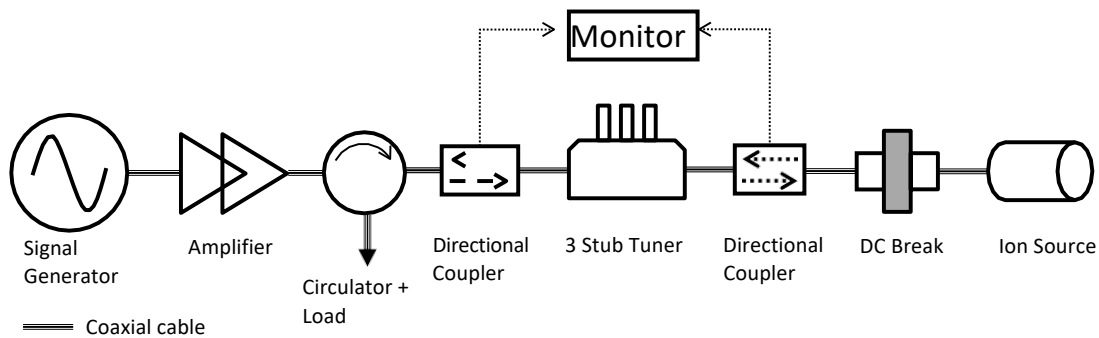 Monitor
Signal
Generator
Amplifier
Circulator +
Load
Directional
Coupler
3 Stub Tuner
Directional
Coupler
DC Break
Ion Source
Coaxial cable